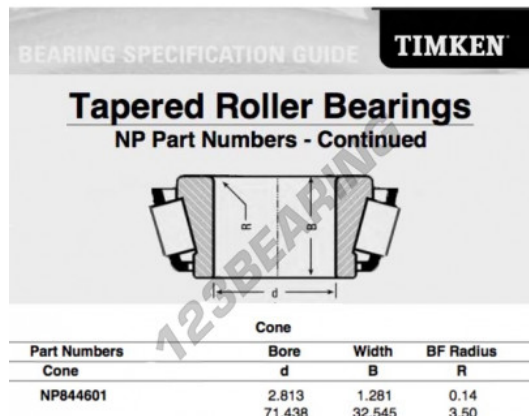 BEARING SPECIFICATION GUIDE
TIMKEN
Tapered Roller Bearings
NP Part Numbers - Continued
R
B
d
123BEARING
Cone
Part Numbers Bore Width BF Radius
Cone d B R
NP844601 2.813 1.281 0.14
71.438 32.545 3.50